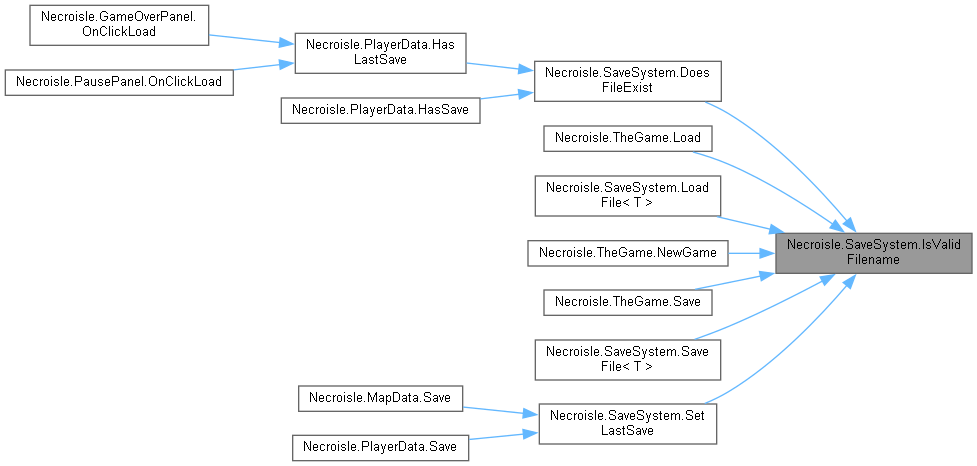 Necroisle.GameOverPanel.
OnClickLoad
Necroisle.PausePanel.OnClickLoad
Necroisle.PlayerData.Has
LastSave
Necroisle.PlayerData.HasSave
Necroisle.SaveSystem.Does
FileExist
Necroisle.TheGame.Load
Necroisle.SaveSystem.Load
File< T >
Necroisle.TheGame.NewGame
Necroisle.TheGame.Save
Necroisle.SaveSystem.Save
File< T >
Necroisle.MapData.Save
Necroisle.PlayerData.Save
Necroisle.SaveSystem.Set
LastSave
Necroisle.SaveSystem.IsValid
Filename